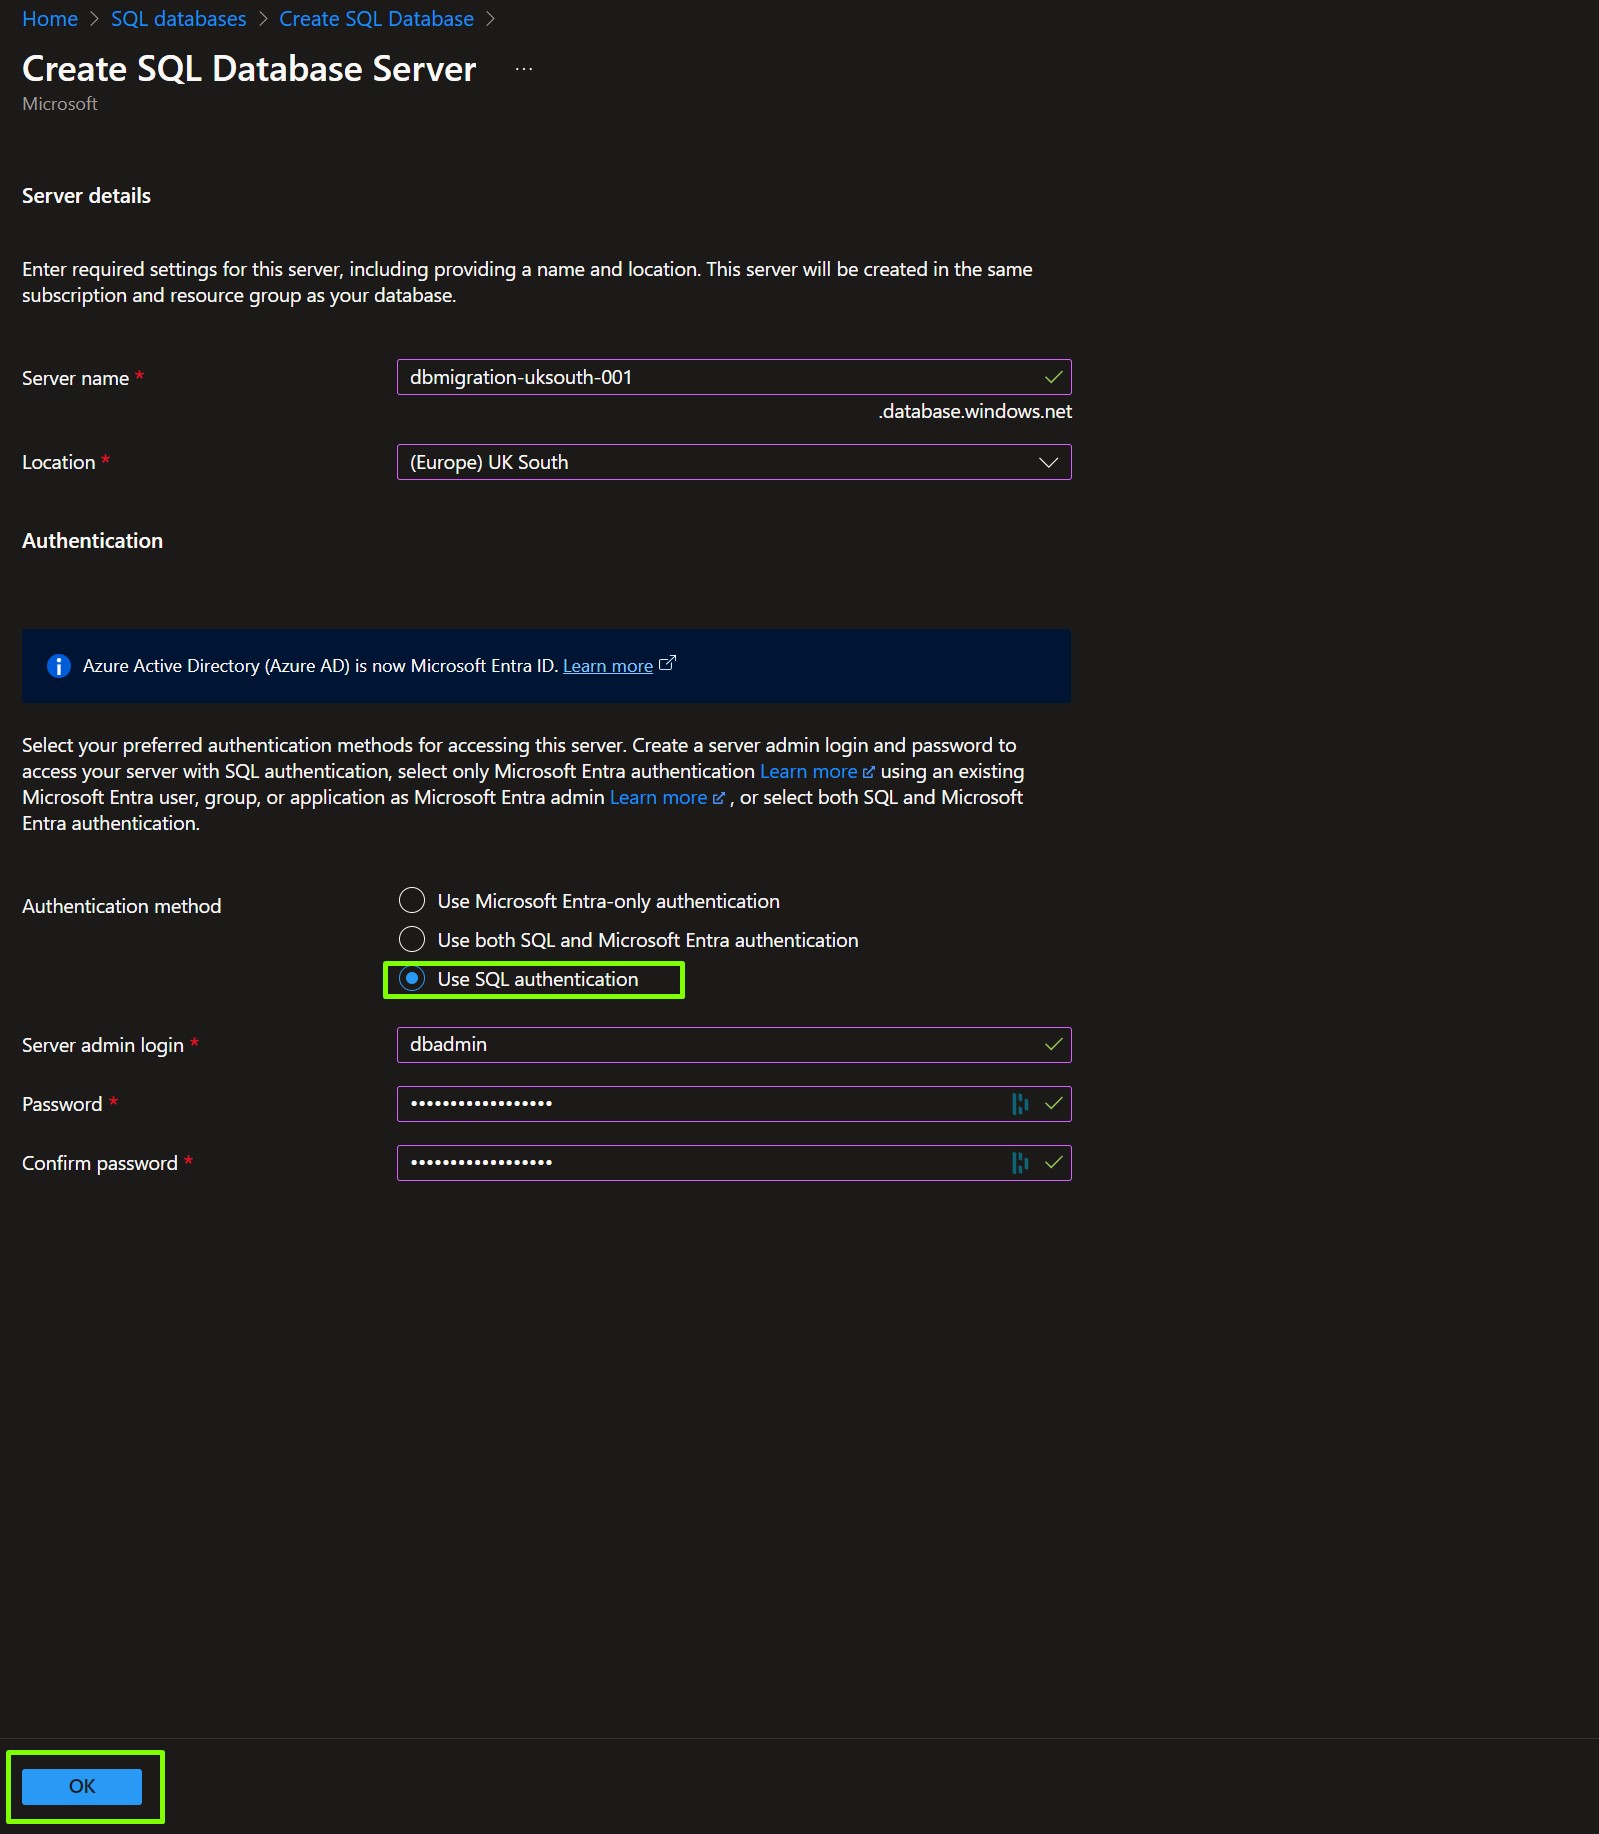 Home > SQL databases > Create SQL Database >
Create SQL Database Server ...
Microsoft
Server details
Enter required settings for this server, including providing a name and location. This server will be created in the same
subscription and resource group as your database.
Server name *
dbmigration-uksouth-001
.database.windows.net
Location *
(Europe) UK South
Authentication
Azure Active Directory (Azure AD) is now Microsoft Entra ID. Learn more
Select your preferred authentication methods for accessing this server. Create a server admin login and password to
access your server with SQL authentication, select only Microsoft Entra authentication Learn more using an existing
Microsoft Entra user, group, or application as Microsoft Entra admin Learn more , or select both SQL and Microsoft
Entra authentication.
Authentication method
Use Microsoft Entra-only authentication
Use both SQL and Microsoft Entra authentication
Use SQL authentication
Server admin login *
dbadmin
Password *
••••••••••••••••••
Confirm password *
••••••••••••••••••
OK